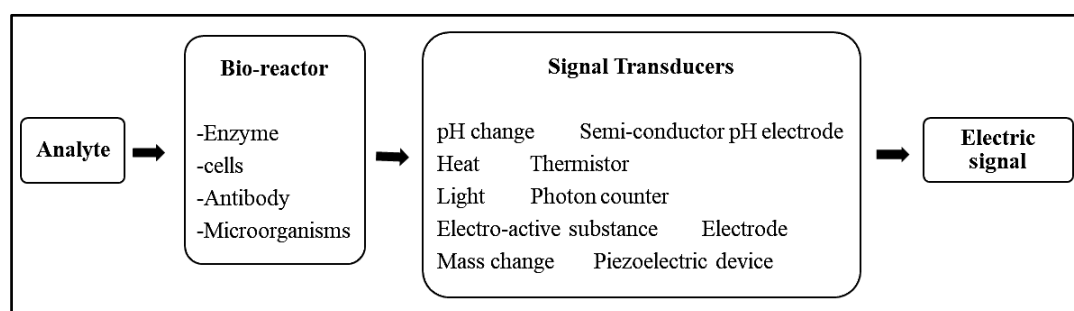 Analyte
Bio-reactor
-Enzyme
-cells
-Antibody
-Microorganisms
Signal Transducers
pH change Semi-conductor pH electrode
Heat Thermistor
Light Photon counter
Electro-active substance Electrode
Mass change Piezoelectric device
Electric
signal